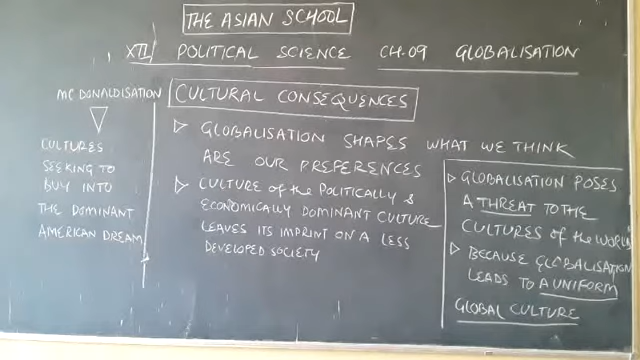 THE ASIAN SCHOOL
XII POLITICAL SCIENCE CH.09 GLOBALISATION
MC DONALDISATION
CULTURES
SEEKING TO
BUY INTO
THE DOMINANT
AMERICAN DREAM
CULTURAL CONSEQUENCES
GLOBALISATION SHAPES WHAT WE THINK
ARE OUR PREFERENCES
CULTURE of the POLITICALLY &
ECONOMICALLY DOMINANT CULTURE
LEAVES ITS IMPRINT ON A LESS
DEVELOPED SOCIETY
GLOBALISATION POSES
A THREAT TO THE
CULTURES of the WORLD
BECAUSE GLOBALISATION
LEADS TO A UNIFORM
GLOBAL CULTURE